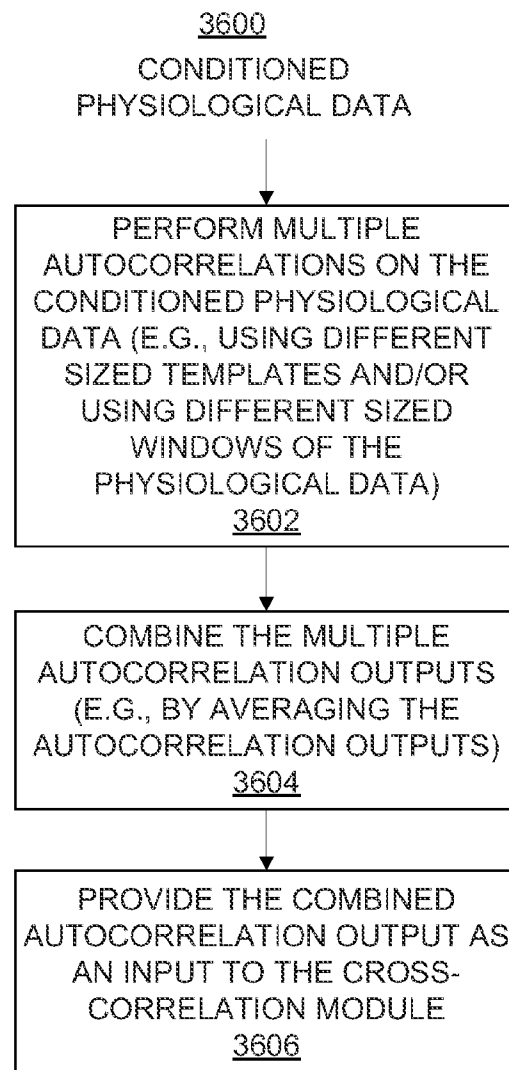 3600
CONDITIONED
PHYSIOLOGICAL DATA
PERFORM MULTIPLE
AUTOCORRELATIONS ON THE
CONDITIONED PHYSIOLOGICAL
DATA (E.G., USING DIFFERENT
SIZED TEMPLATES AND/OR
USING DIFFERENT SIZED
WINDOWS OF THE
PHYSIOLOGICAL DATA)
3602
COMBINE THE MULTIPLE
AUTOCORRELATION OUTPUTS
(E.G., BY AVERAGING THE
AUTOCORRELATION OUTPUTS)
3604
PROVIDE THE COMBINED
AUTOCORRELATION OUTPUT AS
AN INPUT TO THE CROSS-
CORRELATION MODULE
3606